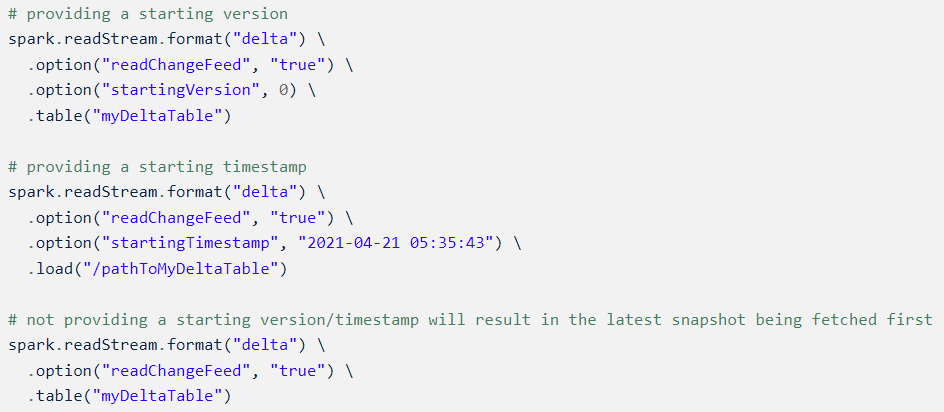 # providing a starting version
spark.readStream.format("delta") \
  .option("readChangeFeed", "true") \
  .option("startingVersion", 0) \
  .table("myDeltaTable")

# providing a starting timestamp
spark.readStream.format("delta") \
  .option("readChangeFeed", "true") \
  .option("startingTimestamp", "2021-04-21 05:35:43") \
  .load("/pathToMyDeltaTable")

# not providing a starting version/timestamp will result in the latest snapshot being fetched first
spark.readStream.format("delta") \
  .option("readChangeFeed", "true") \
  .table("myDeltaTable")